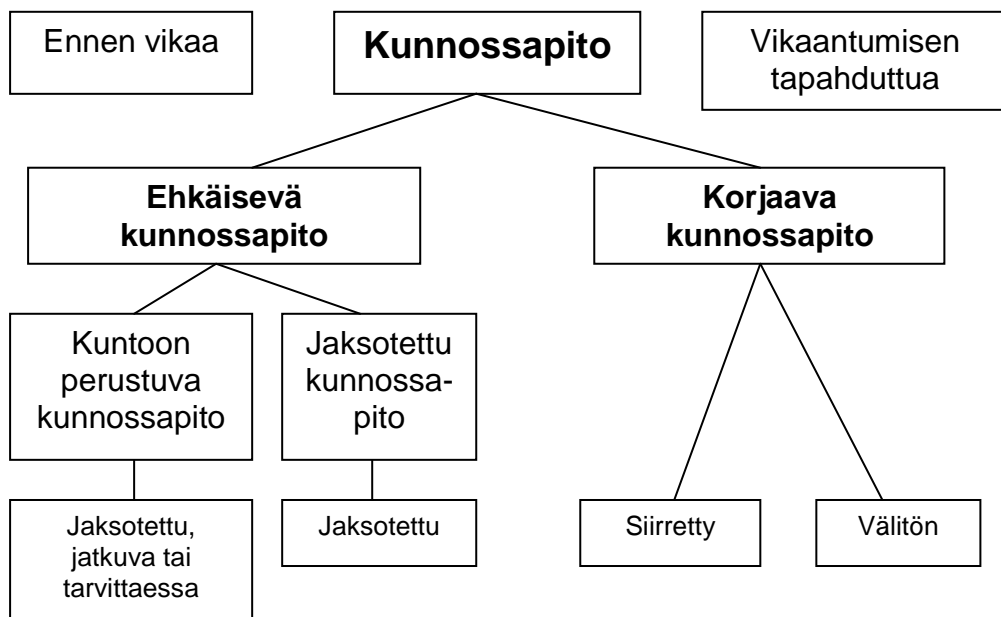 Ennen vikaa
Kunnossapito
Vikaantumisen
tapahduttua
Ehkäisevä
kunnossapito
Korjaava
kunnossapito
Kuntoon
perustuva
kunnossapito
Jaksotettu
kunnossa-
pito
Jaksotettu,
jatkuva tai
tarvittaessa
Jaksotettu
Siirretty
Välitön